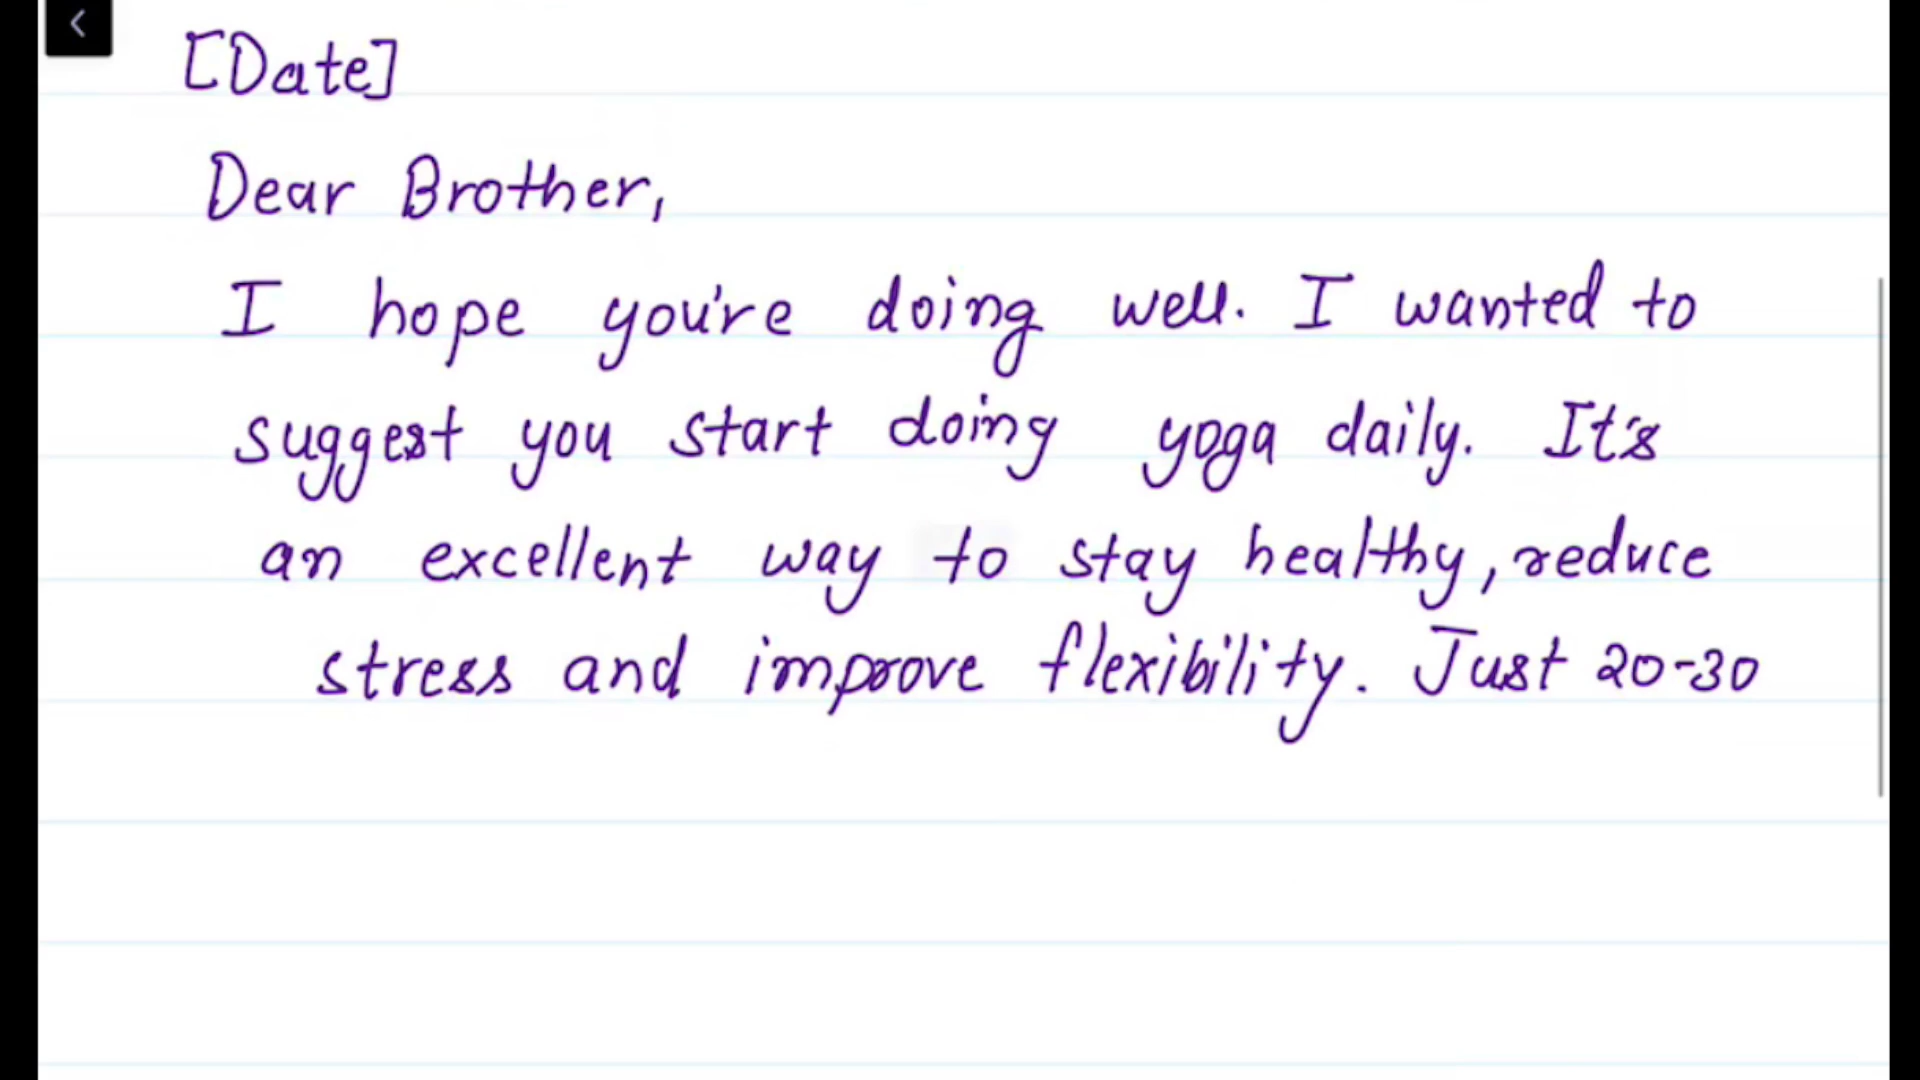 [Date]
Dear Brother,
I hope you're doing well. I wanted to
suggest you start doing yoga daily. It's
an excellent way to stay healthy, reduce
stress and improve flexibility. Just 20-30